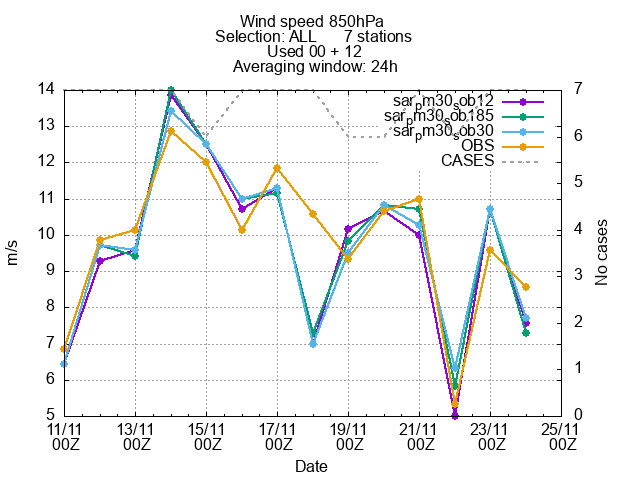 Wind speed 850hPa
Selection: ALL 7 stations
Used 00 + 12
Averaging window: 24h
14
13
12
11
10
9
8
7
6
5
m/s
7
6
5
4
3
2
1
0
No cases
sarpm30sob12
sarpm30sob185
sarpm30sob30
OBS
CASES
11/11 13/11 15/11 17/11 19/11 21/11 23/11 25/11
00Z 00Z 00Z 00Z 00Z 00Z 00Z 00Z
Date